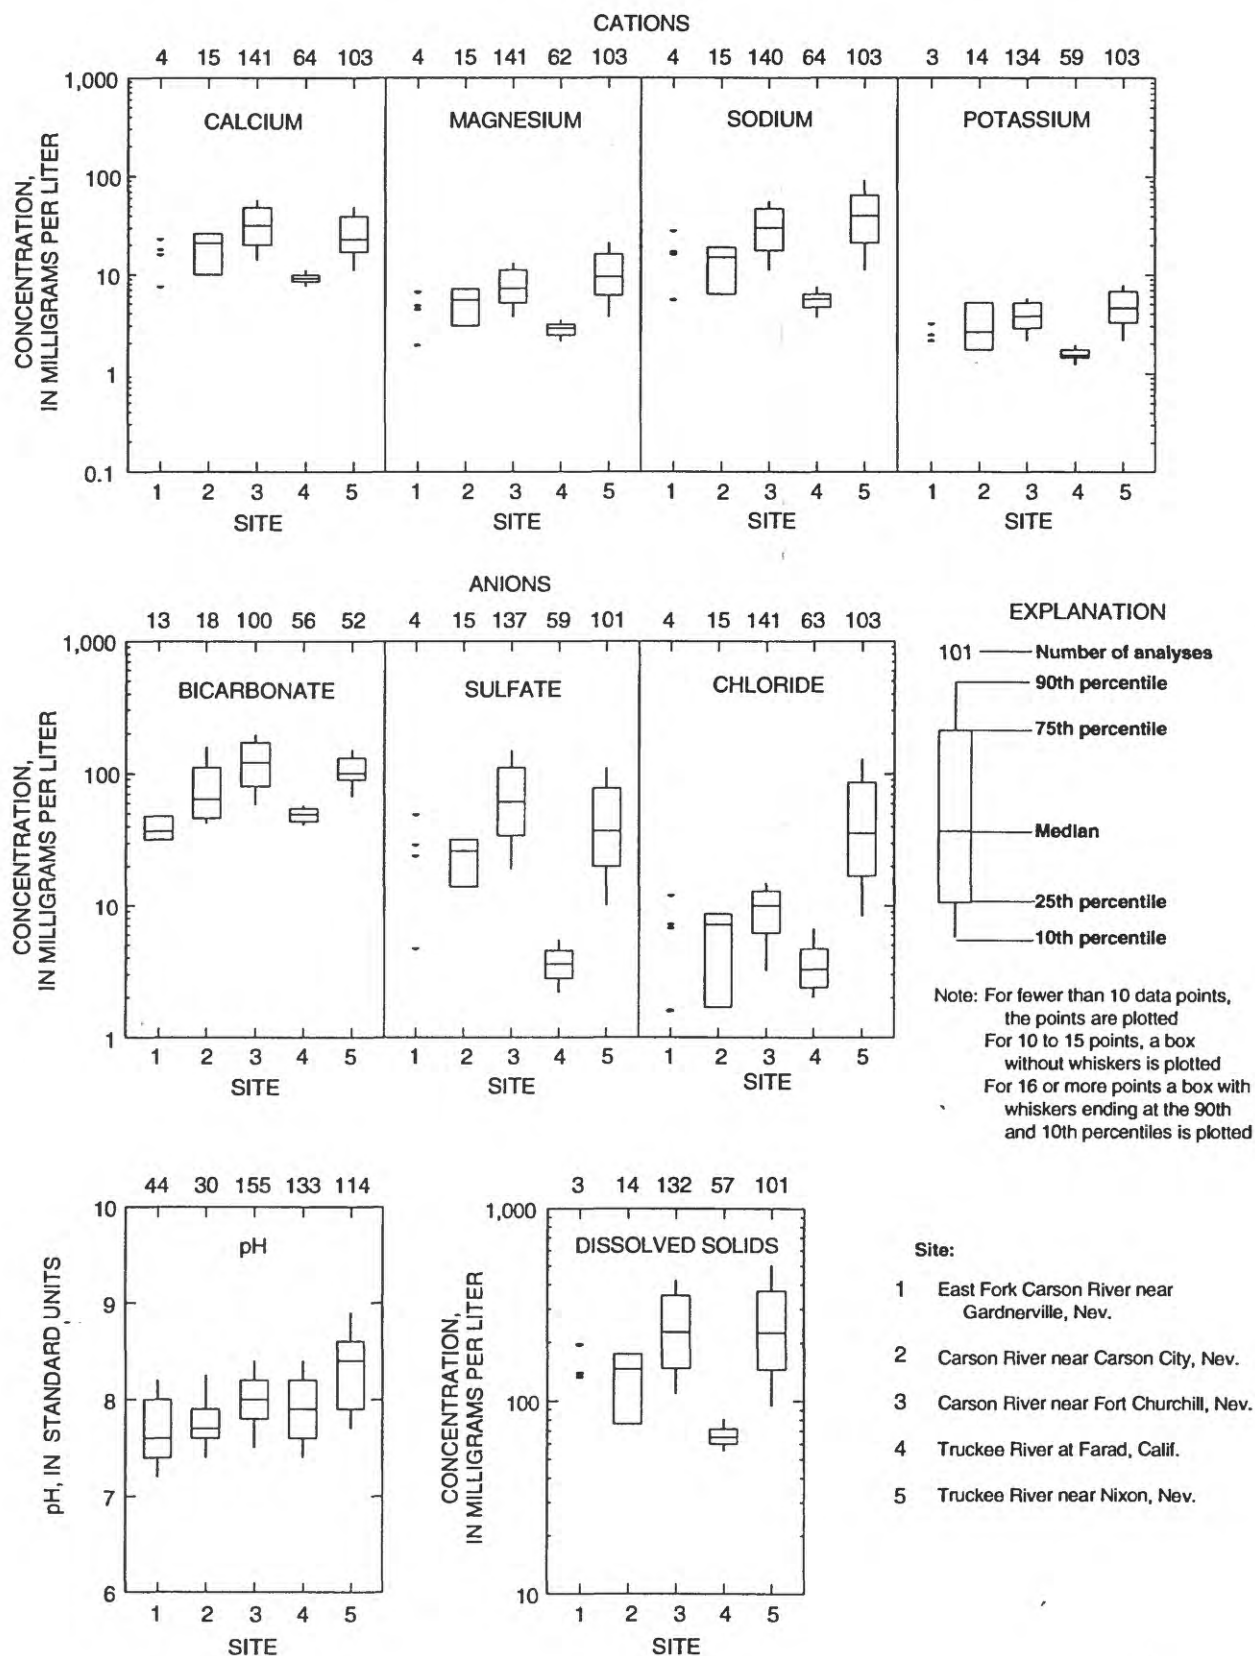 CATIONS
4 15 141 64 103 4 15 141 62 103 4 15 140 64 103 3 14 134 59 103
1,000
100
10
1
0.1
CONCENTRATION,
IN MILLIGRAMS PER LITER
CALCIUM MAGNESIUM SODIUM POTASSIUM
1 2 3 4 5 1 2 3 4 5 1 2 3 4 5 1 2 3 4 5
SITE SITE SITE SITE
ANIONS
13 18 100 56 52 4 15 137 59 101 4 15 141 63 103
1,000
100
10
1
CONCENTRATION,
IN MILLIGRAMS PER LITER
BICARBONATE SULFATE CHLORIDE
1 2 3 4 5 1 2 3 4 5 1 2 3 4 5
SITE SITE SITE
EXPLANATION
101 Number of analyses
90th percentile
75th percentile
Median
25th percentile
10th percentile
Note: For fewer than 10 data points,
the points are plotted
For 10 to 15 points, a box
without whiskers is plotted
For 16 or more points a box with
whiskers ending at the 90th
and 10th percentiles is plotted
44 30 155 133 114
10
9
8
7
6
pH, IN STANDARD UNITS
pH
1 2 3 4 5
SITE
3 14 132 57 101
1,000
100
10
CONCENTRATION,
IN MILLIGRAMS PER LITER
DISSOLVED SOLIDS
1 2 3 4 5
SITE
Site:
1 East Fork Carson River near
Gardnerville, Nev.
2 Carson River near Carson City, Nev.
3 Carson River near Fort Churchill, Nev.
4 Truckee River at Farad, Calif.
5 Truckee River near Nixon, Nev.